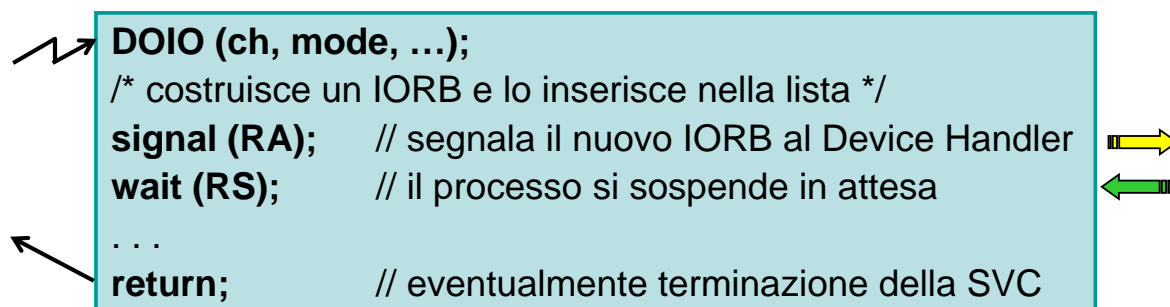 DOIO (ch, mode, …);
/* costruisce un IORB e lo inserisce nella lista */
signal (RA); // segnala il nuovo IORB al Device Handler
wait (RS); // il processo si sospende in attesa
. . .
return; // eventualmente terminazione della SVC